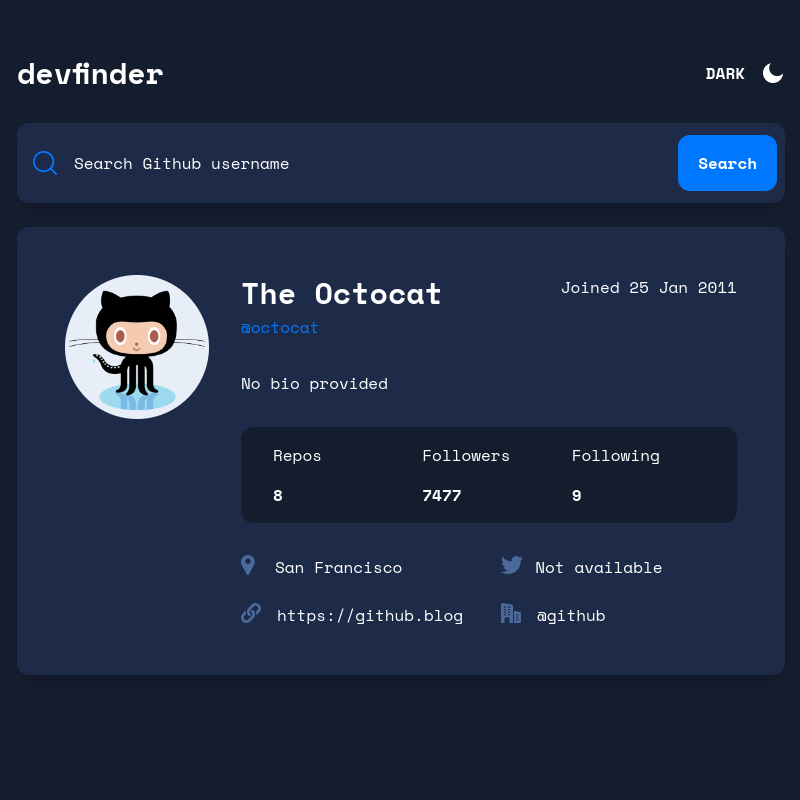 devfinder
DARK
Search Github username
Search
The Octocat
Joined 25 Jan 2011
@octocat
No bio provided
Repos
Followers
Following
8
7477
9
San Francisco
Not available
https://github.blog
@github